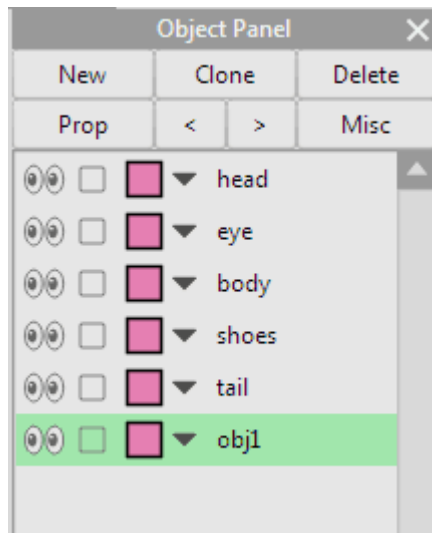 Object Panel
New Clone Delete
Prop < > Misc
head
eye
body
shoes
tail
obj1